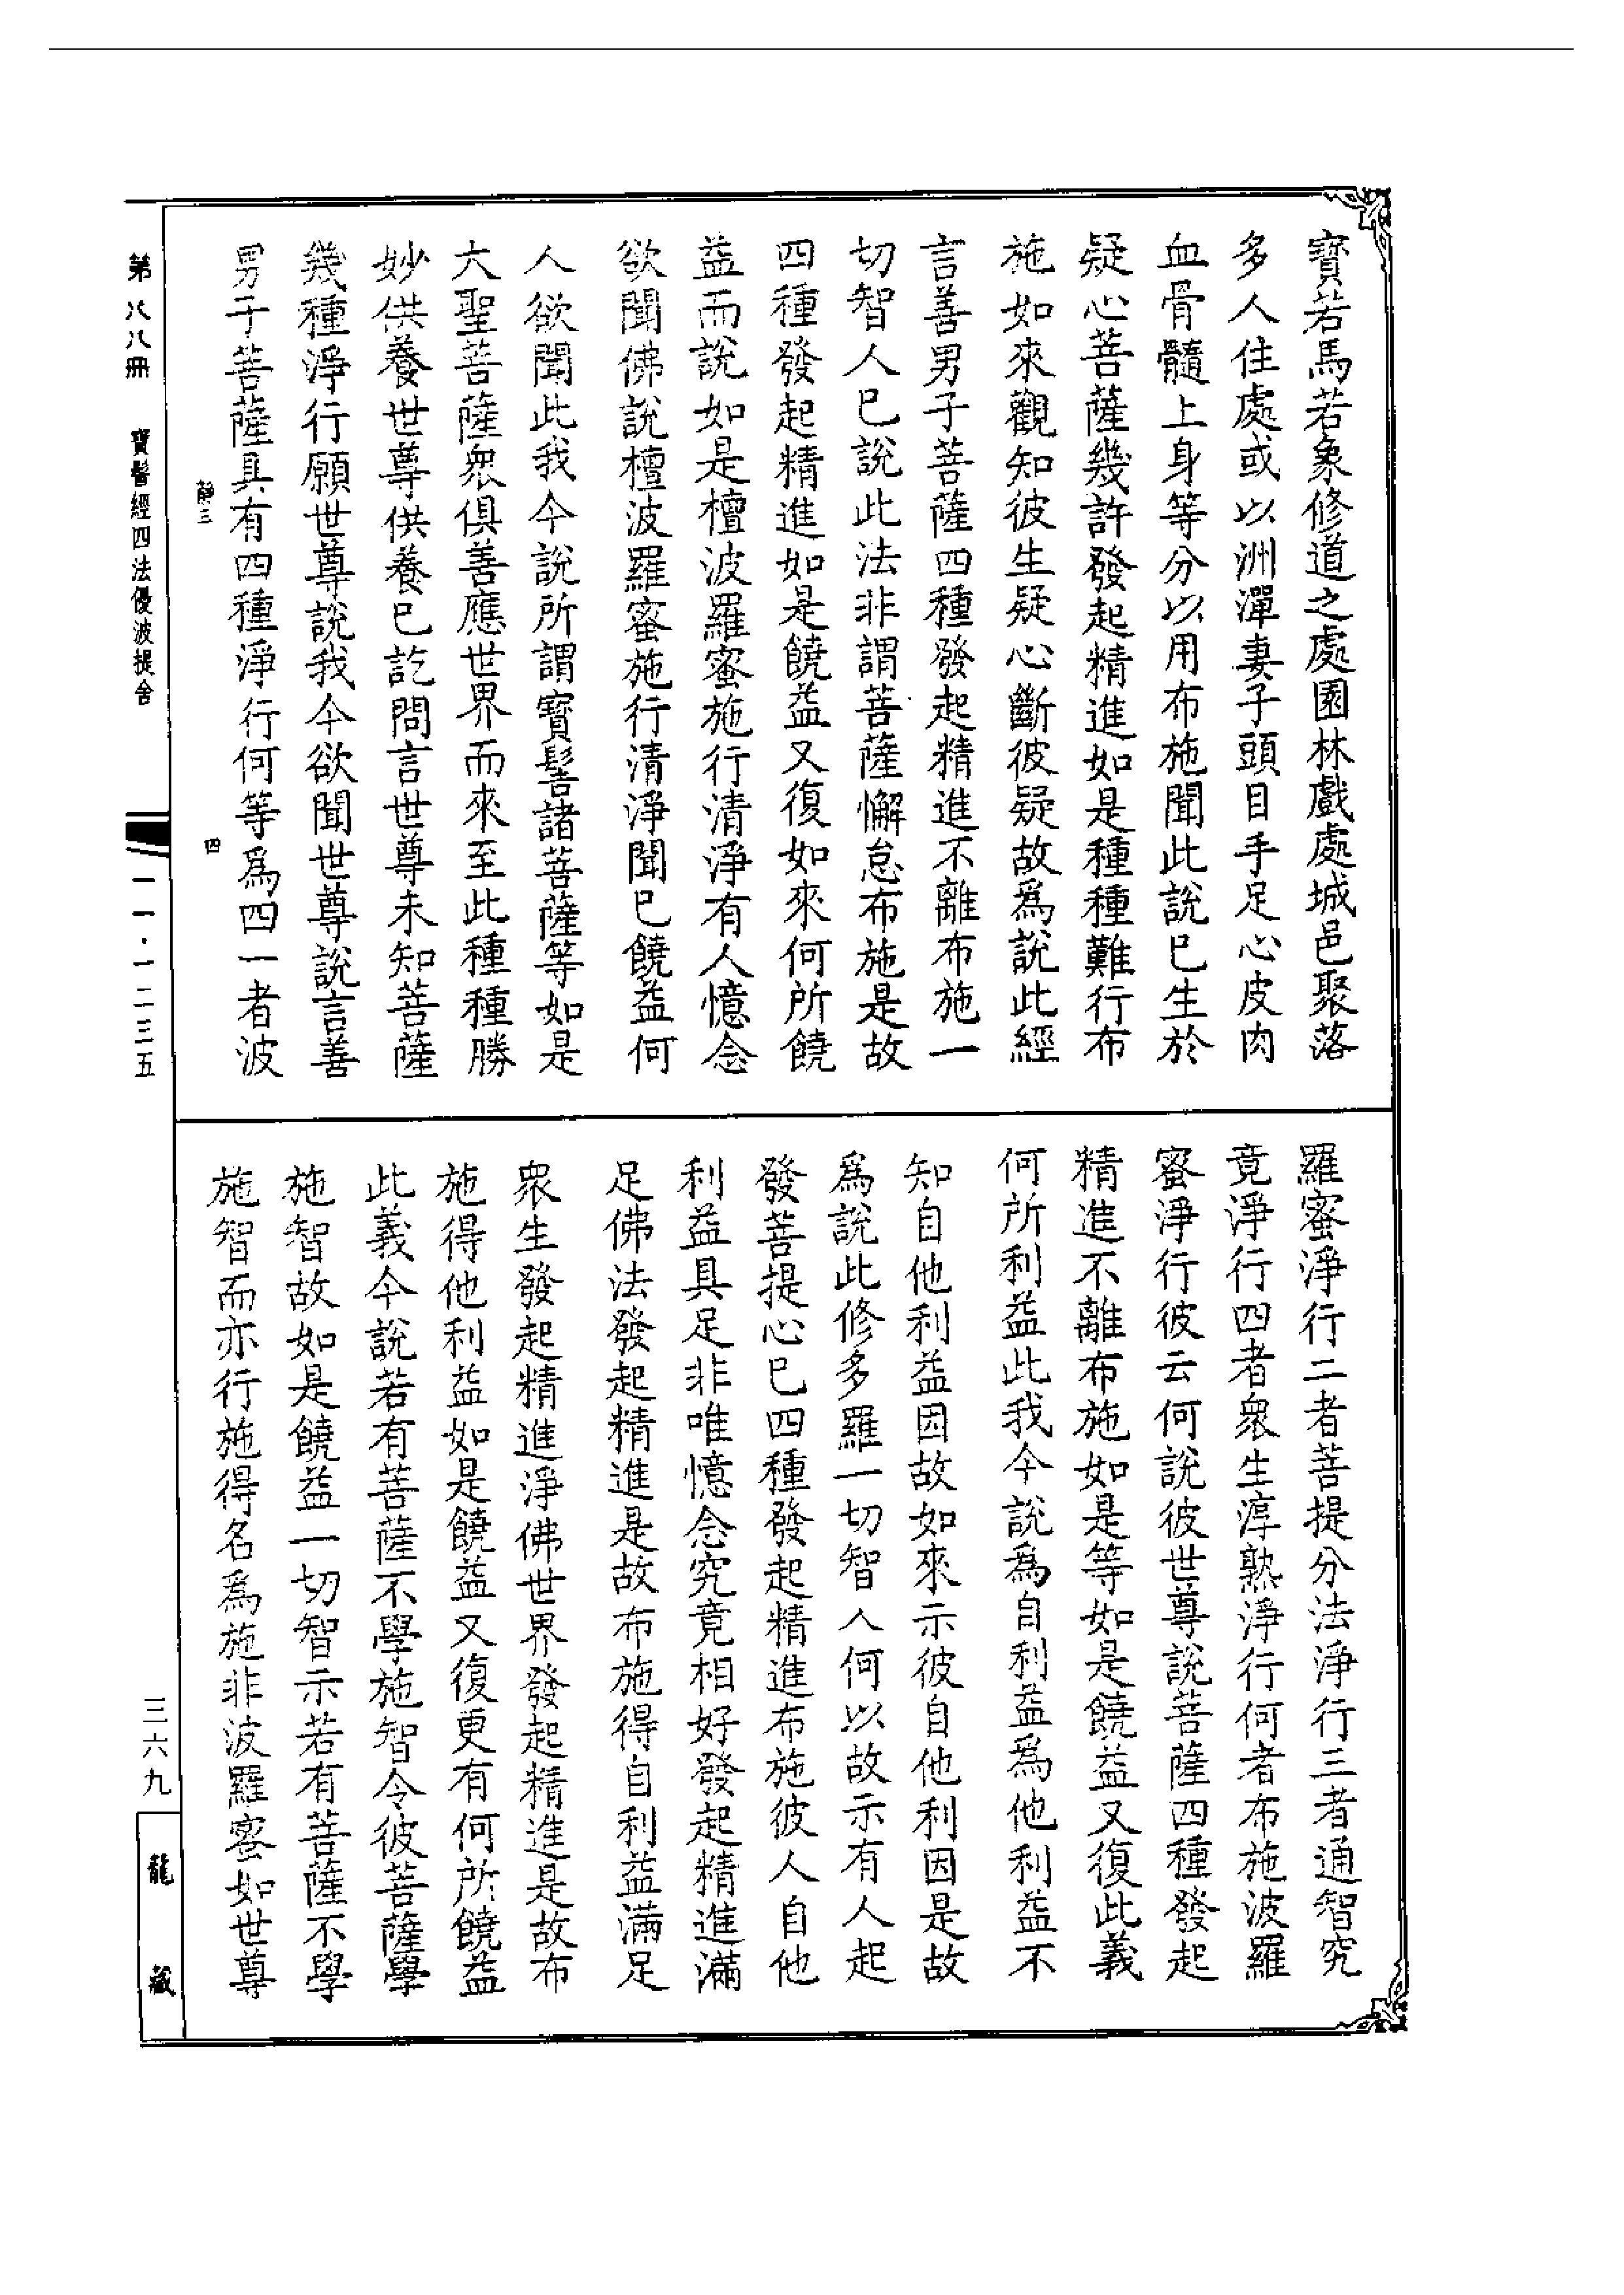 寶若馬若象修道之處園林戲處城邑聚落
多人住處或以洲潬妻子頭目手足心皮肉
血骨髓上身等分以用布施聞此說已生於
疑心菩薩幾許發起精進如是種種難行布
施如來觀知彼生疑心斷彼疑故爲說此經
言善男子菩薩四種發起精進不離布施一
切智人已說此法非謂菩薩懈怠布施是故
四種發起精進如是饒益又復如來何所饒
益而說如是檀波羅蜜施行清淨有人憶念
欲聞佛說檀波羅蜜施行清淨聞已饒益何
人欲聞此我今說所謂寶髻諸菩薩等如是
大聖菩薩衆俱善應世界而來至此種種勝
妙供養世尊供養已訖問言世尊未知菩薩
幾種淨行願世尊說我今欲聞世尊說言善
男子菩薩具有四種淨行何等爲四一者波
羅蜜淨行二者菩提分法淨行三者通智究
竟淨行四者衆生淳熟淨行何者布施波羅
蜜淨行彼云何說彼世尊說菩薩四種發起
精進不離布施如是等如是饒益又復此義
何所利益此我今說爲自利益爲他利益不
知自他利益因故如來示彼自他利因是故
爲說此修多羅一切智人何以故示有人起
發菩提心已四種發起精進布施彼人自他
利益具足非唯憶念究竟相好發起精進滿
足佛法發起精進是故布施得自利益滿足
衆生發起精進淨佛世界發起精進是故布
施得他利益如是饒益又復更有何所饒益
此義今說若有菩薩不學施智令彼菩薩學
施智故如是饒益一切智示若有菩薩不學
施智而亦行施得名爲施非波羅蜜如世尊
靜三
四
第八八冊
寶髻經四法優波提舍
一一·一二三五
三六九
龍藏